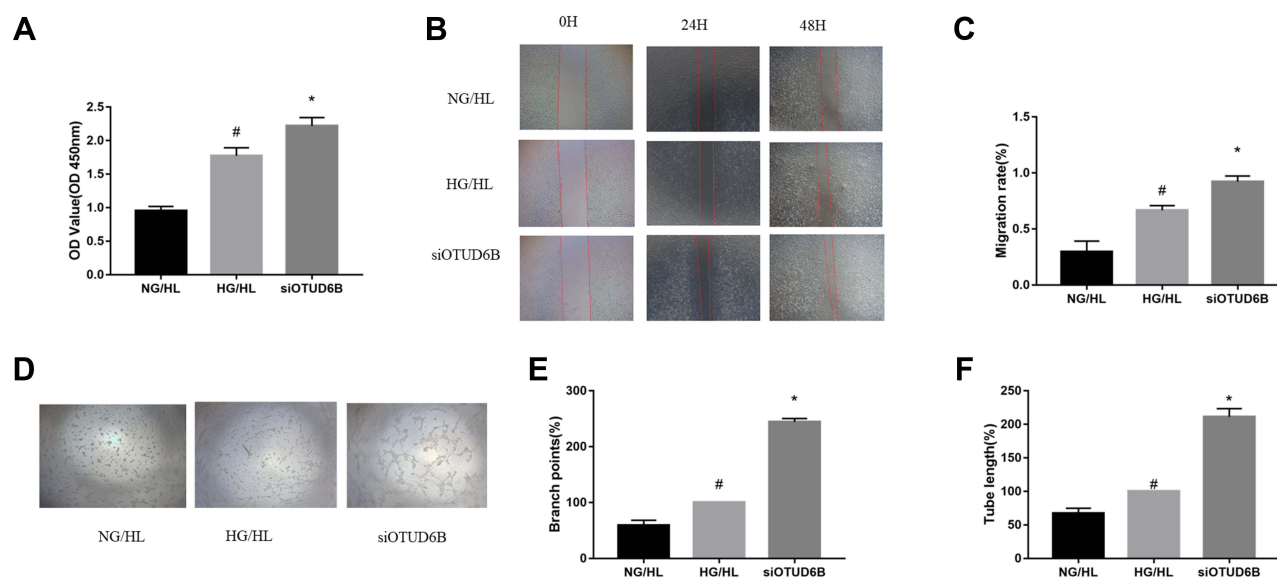 A
OD Value(OD 450nm)
2.5
2.0
1.5
1.0
0.5
0.0
#
*
NG/HL HG/HL siOTUD6B
B
0H 24H 48H
NG/HL
HG/HL
siOTUD6B
C
Migration rate(%)
1.5
1.0
0.5
0.0
#
*
NG/HL HG/HL siOTUD6B
D
NG/HL HG/HL siOTUD6B
E
Branch points(%)
300
200
100
0
#
*
NG/HL HG/HL siOTUD6B
F
Tube length(%)
250
200
150
100
50
0
#
*
NG/HL HG/HL siOTUD6B